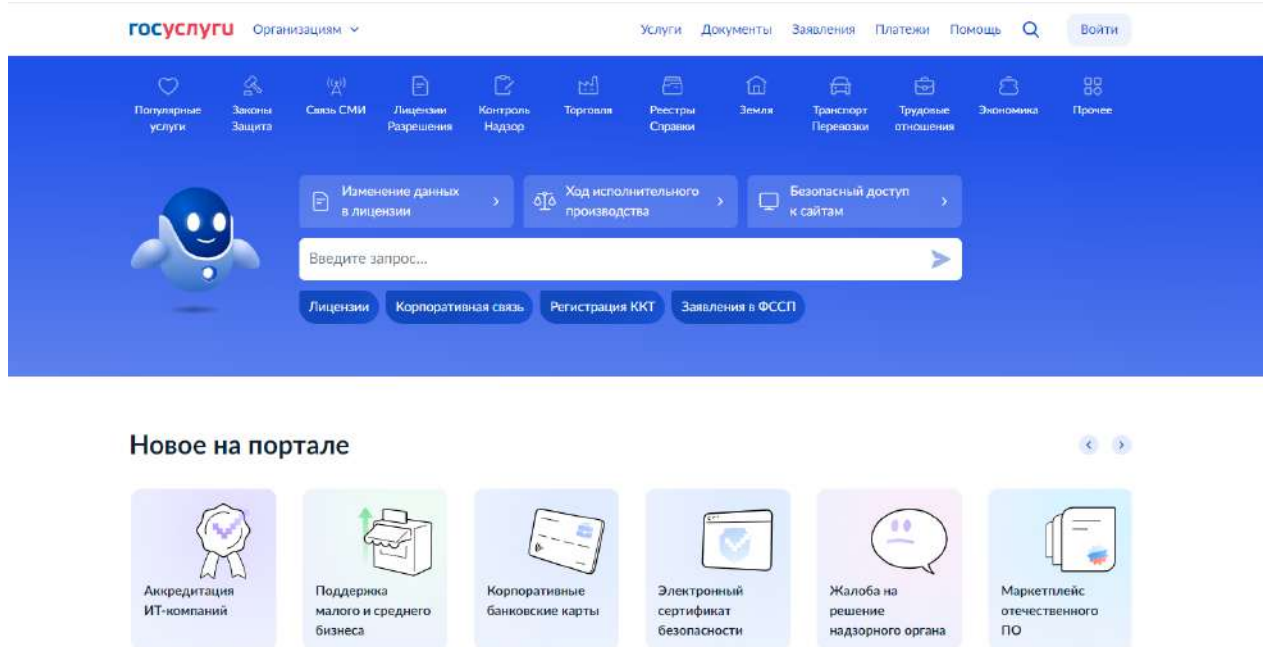 госуслуги Организациям Услуги Документы Заявления Платежи Помощь Войти
Популярные услуги
Законы Защита
Связь СМИ
Лицензии Разрешения
Контроль Надзор
Торговля
Реестры Справки
Земля
Транспорт Перевозки
Трудовые отношения
Экономика
Прочее
Изменение данных
в лицензии
Ход исполнительного
производства
Безопасный доступ
к сайтам
Введите запрос...
Лицензии Корпоративная связь Регистрация ККТ Заявления в ФССП
Новое на портале
Аккредитация
ИТ-компаний
Поддержка
малого и среднего
бизнеса
Корпоративные
банковские карты
Электронный
сертификат
безопасности
Жалоба на
решение
надзорного органа
Маркетплейс
отечественного
ПО